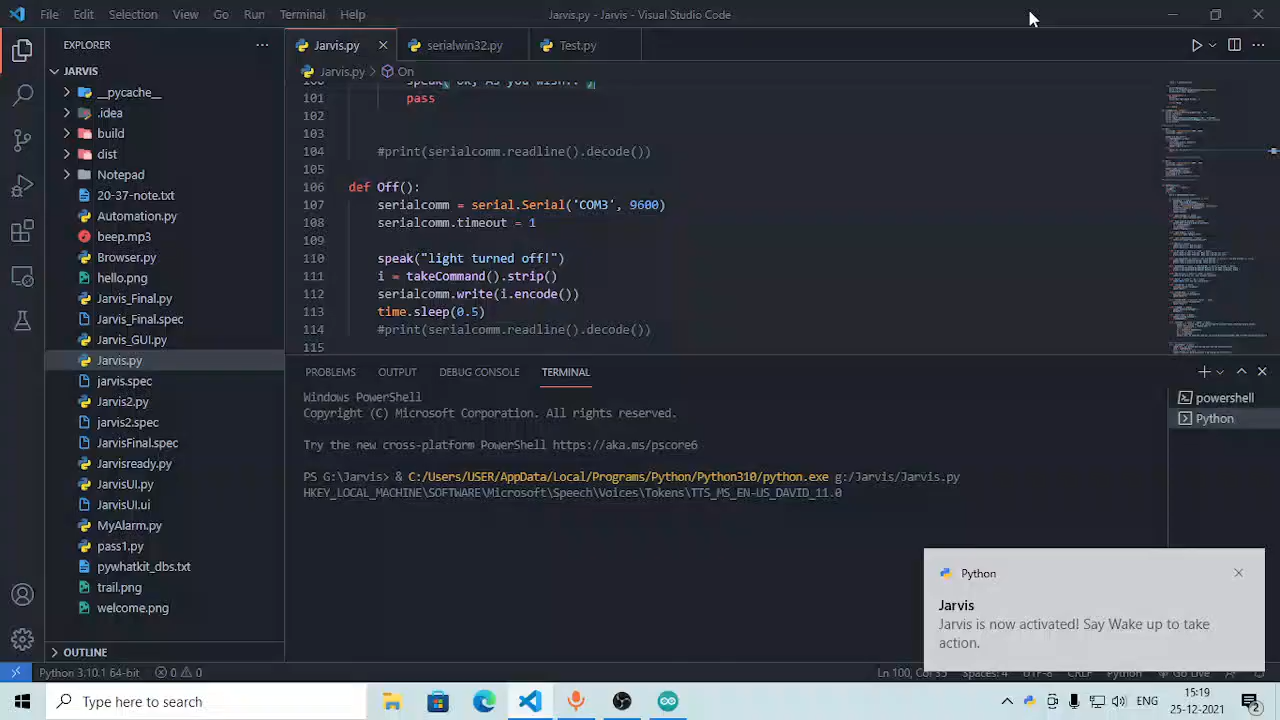 File Edit Selection View Go Run Terminal Help
Jarvis.py - Jarvis - Visual Studio Code
EXPLORER
JARVIS
__pycache__
.idea
build
dist
Notepad
20-37-note.txt
Automation.py
beep.mp3
Browser.py
hello.png
Jarvis_Final.py
Jarvis_Final.spec
Jarvis_GUI.py
Jarvis.py
jarvis.spec
Jarvis2.py
jarvis2.spec
JarvisFinal.spec
Jarvisready.py
JarvisUI.py
JarvisUI.ui
MyAlarm.py
pass1.py
pywhatkit_dbs.txt
trail.png
welcome.png
OUTLINE
Jarvis.py serialwin32.py Test.py
Jarvis.py > On
101 pass
102
103
104 #print(serialcomm.readline().decode())
105
106 def Off():
107 serialcomm = serial.Serial('COM3', 9600)
108 serialcomm.timeout = 1
109
110 speak("light turned off!")
111 i = takeCommand().strip()
112 serialcomm.write(i.encode())
113 time.sleep(0.5)
114 #print(serialcomm.readline().decode())
115
PROBLEMS OUTPUT DEBUG CONSOLE TERMINAL
Windows PowerShell
Copyright (C) Microsoft Corporation. All rights reserved.
Try the new cross-platform PowerShell https://aka.ms/pscore6
PS G:\Jarvis> & C:/Users/USER/AppData/Local/Programs/Python/Python310/python.exe g:/Jarvis/Jarvis.py
HKEY_LOCAL_MACHINE\SOFTWARE\Microsoft\Speech\Voices\Tokens\TTS_MS_EN-US_DAVID_11.0
powershell
Python
Python
Jarvis
Jarvis is now activated! Say Wake up to take
action.
Python 3.10.1 64-bit 0 0
Type here to search
ENG
15:19
25-12-2021
2